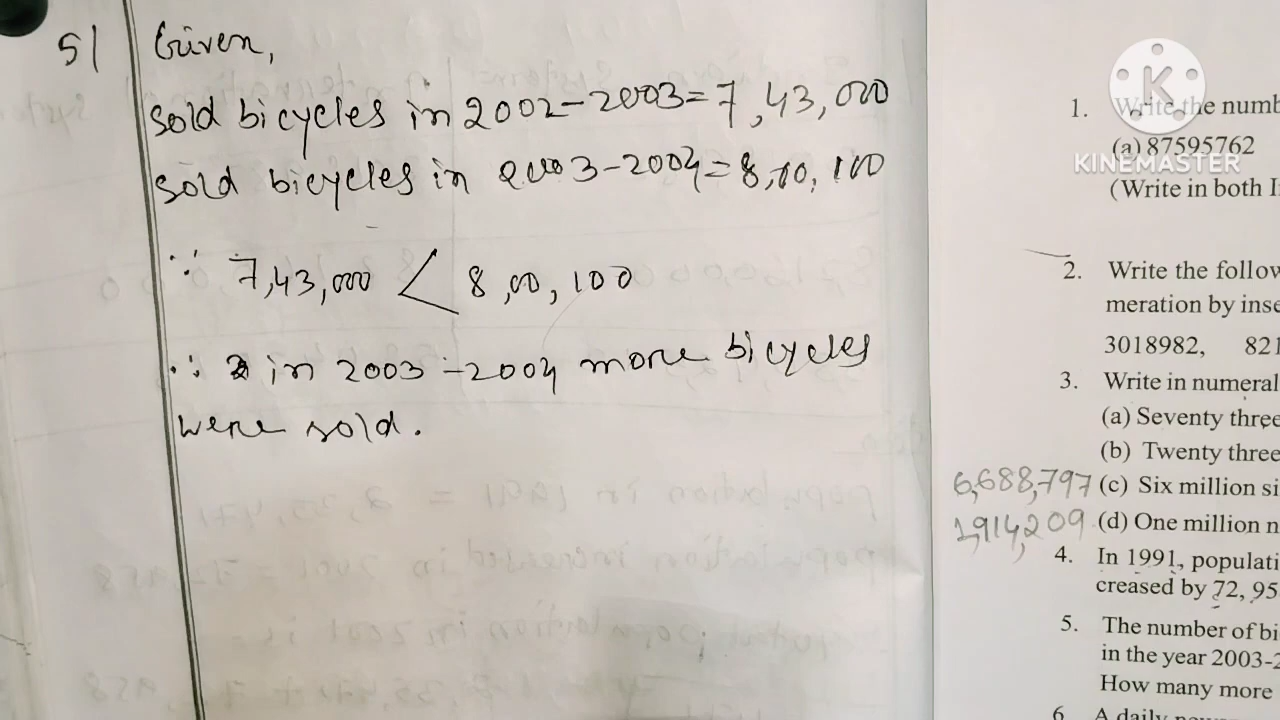 5| Given,
sold bicycles in 2002-2003=7,43,000
sold bicycles in 2003-2004=8,00,100
∵ 7,43,000 < 8,00,100
∴ in 2003-2004 more bicycles
were sold.
K
KINEMASTER
1. Write the numb
(a) 87595762
(Write in both I
2. Write the follow
meration by inse
3018982, 821
3. Write in numeral
(a) Seventy three
(b) Twenty three
6,688,797 (c) Six million si
1,914,209 (d) One million n
4. In 1991, populati
creased by 72, 95
5. The number of bi
in the year 2003-2
How many more
6. A daily new